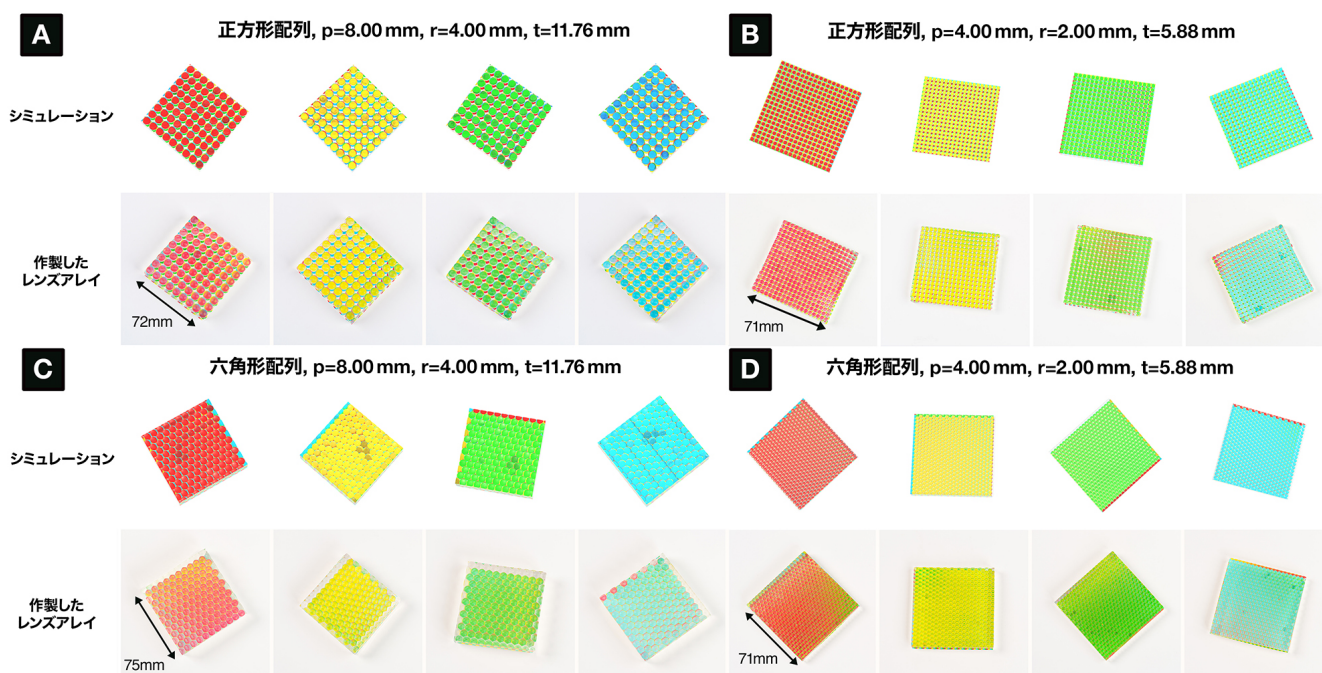 A
正方形配列, p=8.00 mm, r=4.00 mm, t=11.76 mm
B
正方形配列, p=4.00 mm, r=2.00 mm, t=5.88 mm
シミュレーション
作製した
レンズアレイ
72mm
71mm
C
六角形配列, p=8.00 mm, r=4.00 mm, t=11.76 mm
D
六角形配列, p=4.00 mm, r=2.00 mm, t=5.88 mm
シミュレーション
作製した
レンズアレイ
75mm
71mm